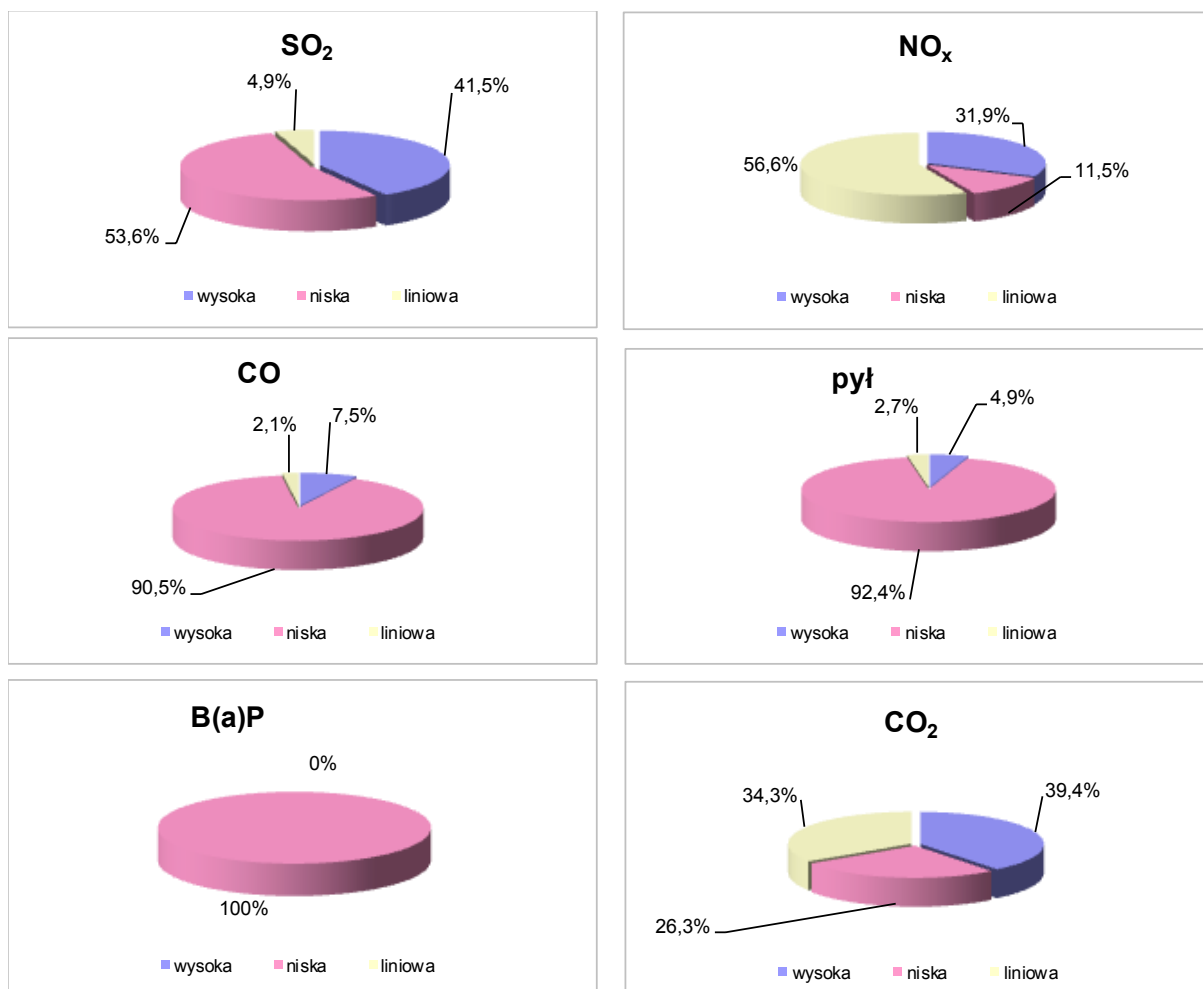 SO₂
4,9%
41,5%
53,6%
wysoka niska liniowa
NOₓ
31,9%
56,6%
11,5%
wysoka niska liniowa
CO
2,1%
7,5%
90,5%
wysoka niska liniowa
pył
2,7%
4,9%
92,4%
wysoka niska liniowa
B(a)P
0%
100%
wysoka niska liniowa
CO₂
34,3%
39,4%
26,3%
wysoka niska liniowa